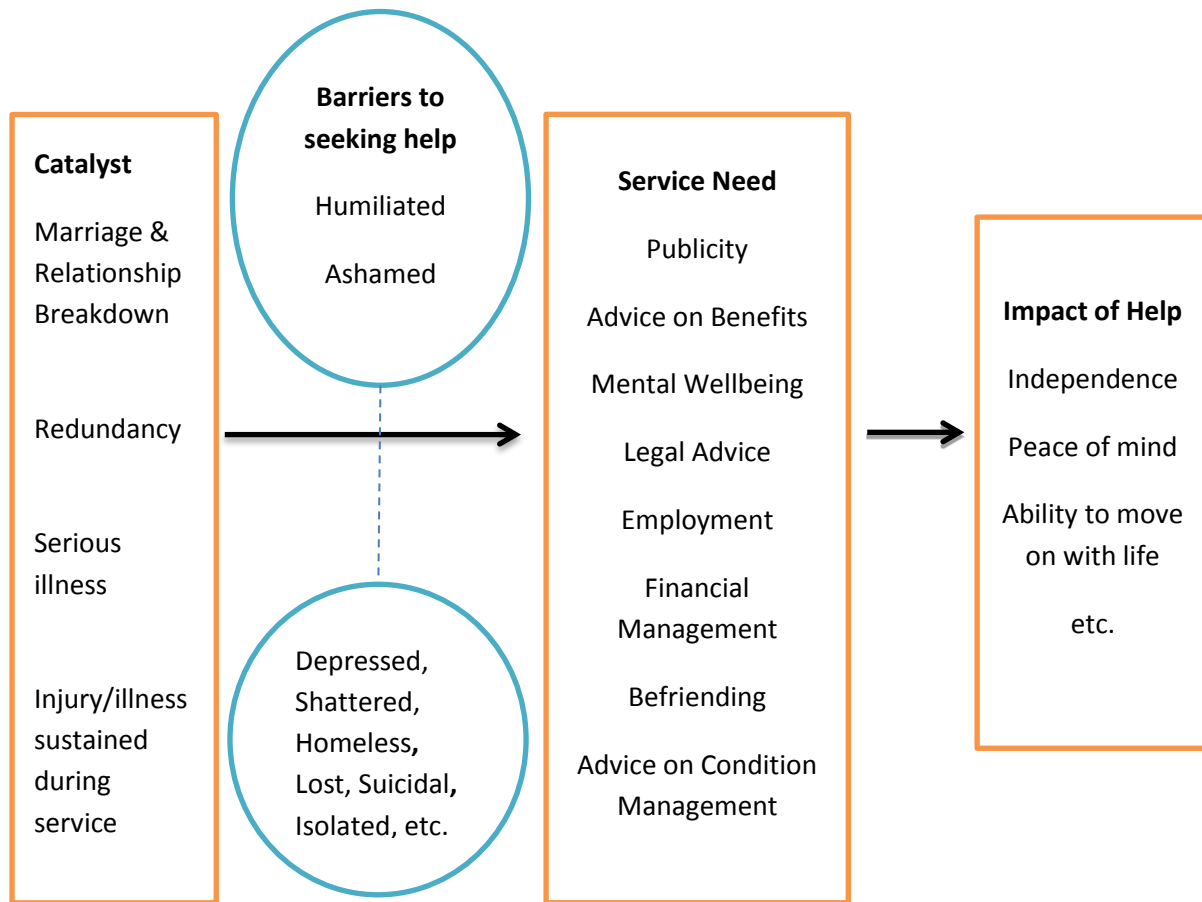 Catalyst
Marriage &
Relationship
Breakdown
Redundancy
Serious
illness
Injury/illness
sustained
during
service
Barriers to
seeking help
Humiliated
Ashamed
Depressed,
Shattered,
Homeless,
Lost, Suicidal,
Isolated, etc.
Service Need
Publicity
Advice on Benefits
Mental Wellbeing
Legal Advice
Employment
Financial
Management
Befriending
Advice on Condition
Management
Impact of Help
Independence
Peace of mind
Ability to move
on with life
etc.